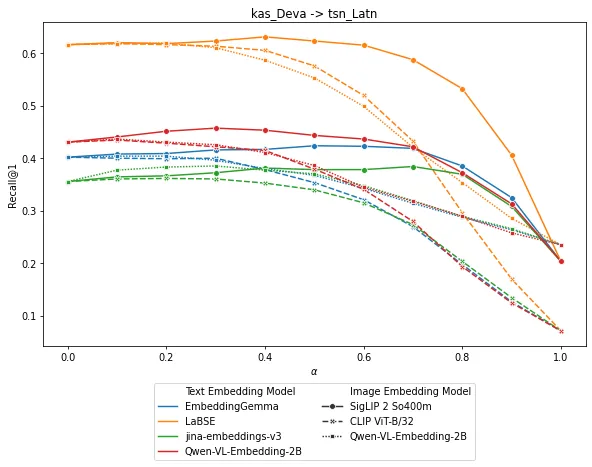 kas_Deva -> tsn_Latn
Recall@1
0.6
0.5
0.4
0.3
0.2
0.1
0.0 0.2 0.4 0.6 0.8 1.0
α
Text Embedding Model Image Embedding Model
EmbeddingGemma SigLIP 2 So400m
LaBSE CLIP ViT-B/32
jina-embeddings-v3 Qwen-VL-Embedding-2B
Qwen-VL-Embedding-2B